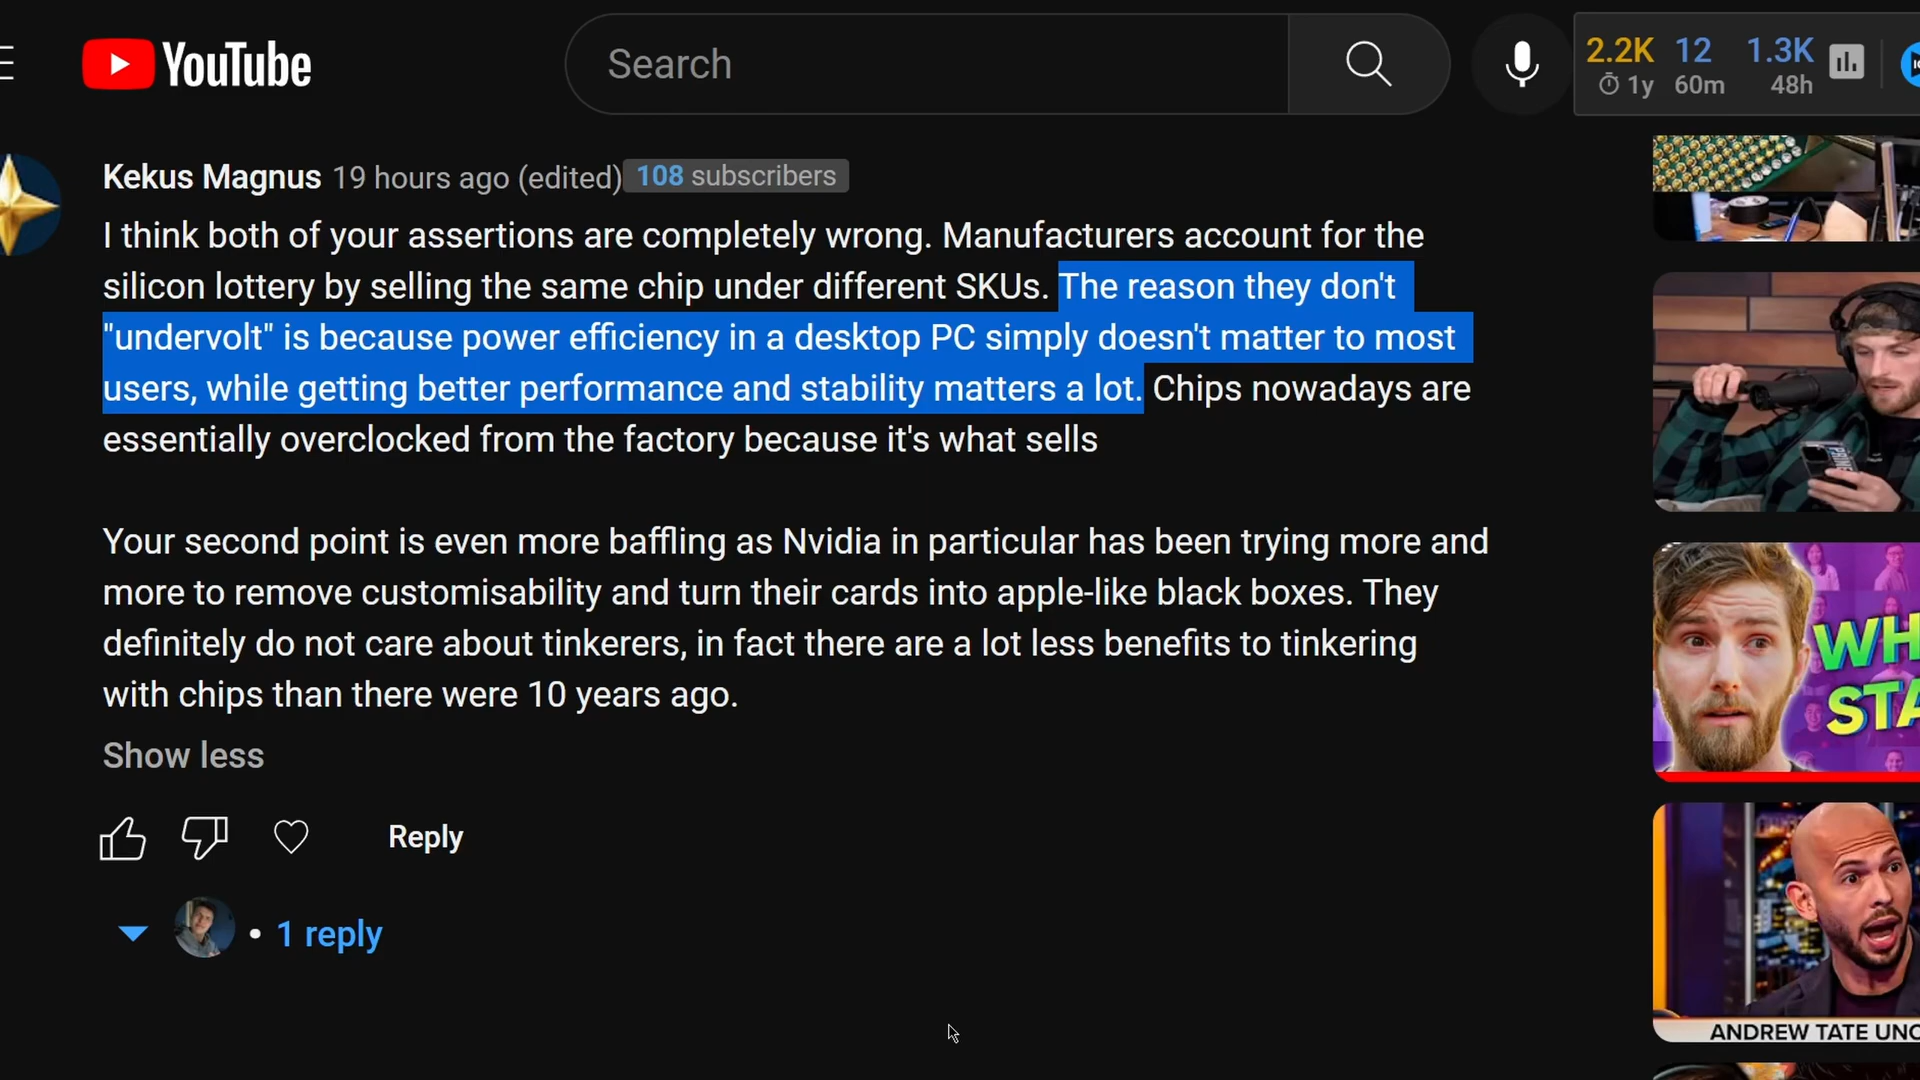 YouTube
Search
2.2K 12 1.3K
1y 60m 48h
Kekus Magnus 19 hours ago (edited) 108 subscribers
I think both of your assertions are completely wrong. Manufacturers account for the
silicon lottery by selling the same chip under different SKUs. The reason they don't
"undervolt" is because power efficiency in a desktop PC simply doesn't matter to most
users, while getting better performance and stability matters a lot. Chips nowadays are
essentially overclocked from the factory because it's what sells
Your second point is even more baffling as Nvidia in particular has been trying more and
more to remove customisability and turn their cards into apple-like black boxes. They
definitely do not care about tinkerers, in fact there are a lot less benefits to tinkering
with chips than there were 10 years ago.
Show less
Reply
• 1 reply
WH
STA
ANDREW TATE UNC